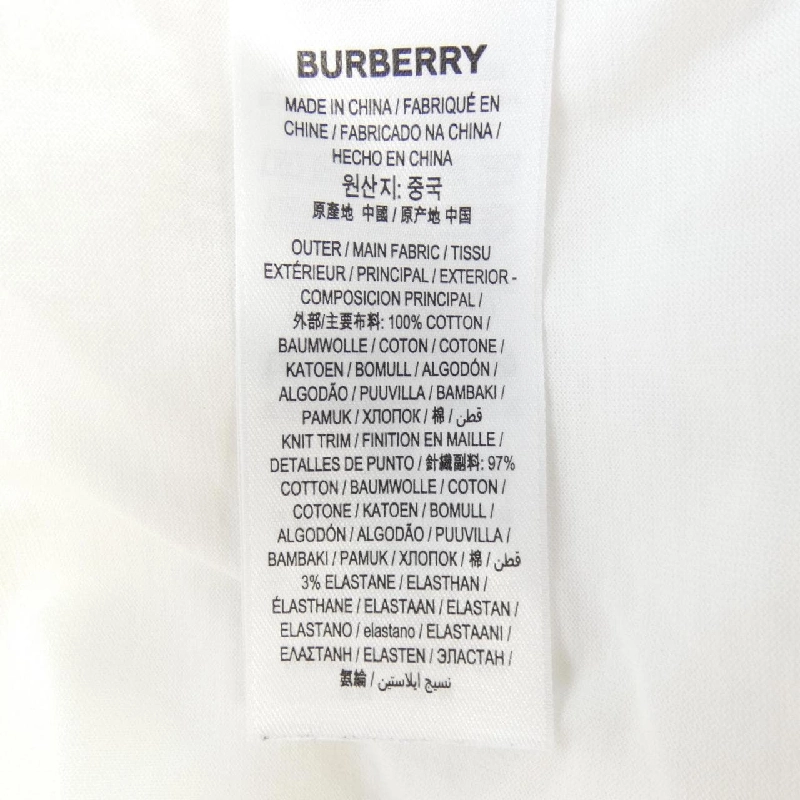 BURBERRY
MADE IN CHINA / FABRIQUÉ EN
CHINE / FABRICADO NA CHINA /
HECHO EN CHINA
원산지: 중국
原產地 中國 / 原产地 中国
OUTER / MAIN FABRIC / TISSU
EXTÉRIEUR / PRINCIPAL / EXTERIOR -
COMPOSICION PRINCIPAL /
外部/主要布料: 100% COTTON /
BAUMWOLLE / COTON / COTONE /
KATOEN / BOMULL / ALGODÓN /
ALGODÃO / PUUVILLA / BAMBAKI /
PAMUK / ХЛОПОК / 棉 / قطن
KNIT TRIM / FINITION EN MAILLE /
DETALLES DE PUNTO / 針織副料: 97%
COTTON / BAUMWOLLE / COTON /
COTONE / KATOEN / BOMULL /
ALGODÓN / ALGODÃO / PUUVILLA /
BAMBAKI / PAMUK / ХЛОПОК / 棉 / قطن
3% ELASTANE / ELASTHAN /
ÉLASTHANE / ELASTAAN / ELASTAN /
ELASTANO / elastano / ELASTAANI /
ΕΛΑΣΤΑΝΗ / ELASTEN / ЭЛАСТАН /
氨綸 / نسيج ايلاستين